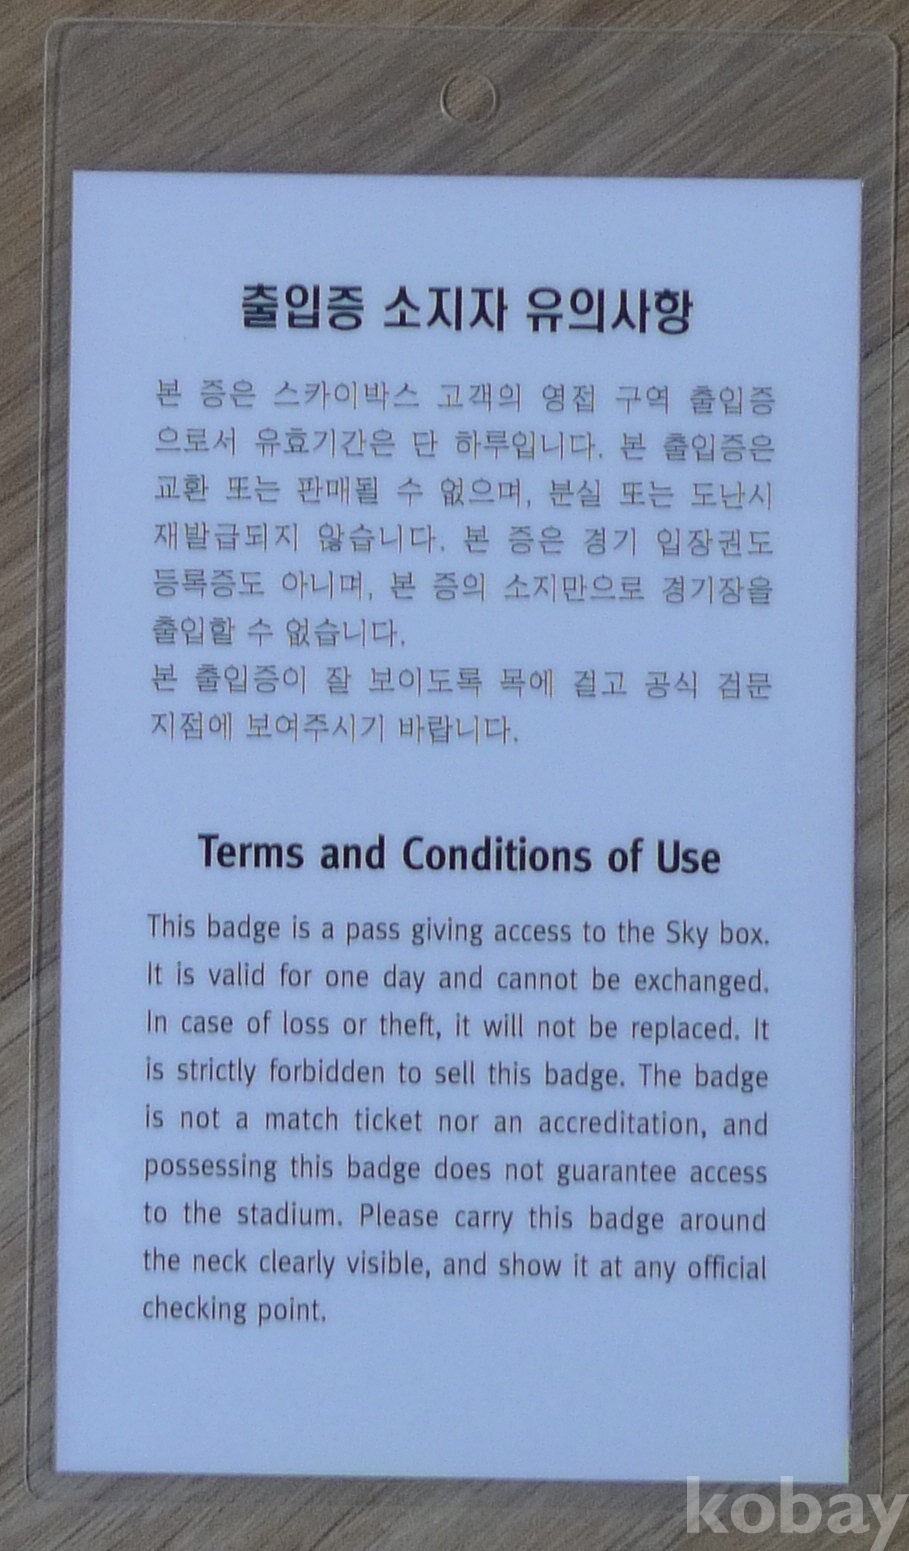 출입증 소지자 유의사항
본 증은 스카이박스 고객의 영접 구역 출입증
으로서 유효기간은 단 하루입니다. 본 출입증은
교환 또는 판매될 수 없으며, 분실 또는 도난시
재발급되지 않습니다. 본 증은 경기 입장권도
등록증도 아니며, 본 증의 소지만으로 경기장을
출입할 수 없습니다.
본 출입증이 잘 보이도록 목에 걸고 공식 검문
지점에 보여주시기 바랍니다.
Terms and Conditions of Use
This badge is a pass giving access to the Sky box.
It is valid for one day and cannot be exchanged.
In case of loss or theft, it will not be replaced. It
is strictly forbidden to sell this badge. The badge
is not a match ticket nor an accreditation, and
possessing this badge does not guarantee access
to the stadium. Please carry this badge around
the neck clearly visible, and show it at any official
checking point.
kobay